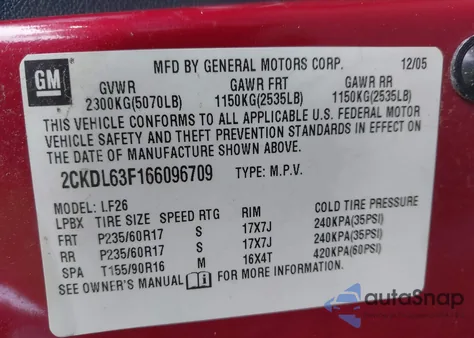 GM
MFD BY GENERAL MOTORS CORP. 12/05
GVWR GAWR FRT GAWR RR
2300KG(5070LB) 1150KG(2535LB) 1150KG(2535LB)
THIS VEHICLE CONFORMS TO ALL APPLICABLE U.S. FEDERAL MOTOR
VEHICLE SAFETY AND THEFT PREVENTION STANDARDS IN EFFECT ON
THE DATE OF MANUFACTURE SHOWN ABOVE.
2CKDL63F166096709 TYPE: M.P.V.
MODEL: LF26
LPBX TIRE SIZE SPEED RTG RIM COLD TIRE PRESSURE
FRT P235/60R17 S 17X7J 240KPA(35PSI)
RR P235/60R17 S 17X7J 240KPA(35PSI)
SPA T155/90R16 M 16X4T 420KPA(60PSI)
SEE OWNER'S MANUAL i FOR MORE INFORMATION.
autoSnap